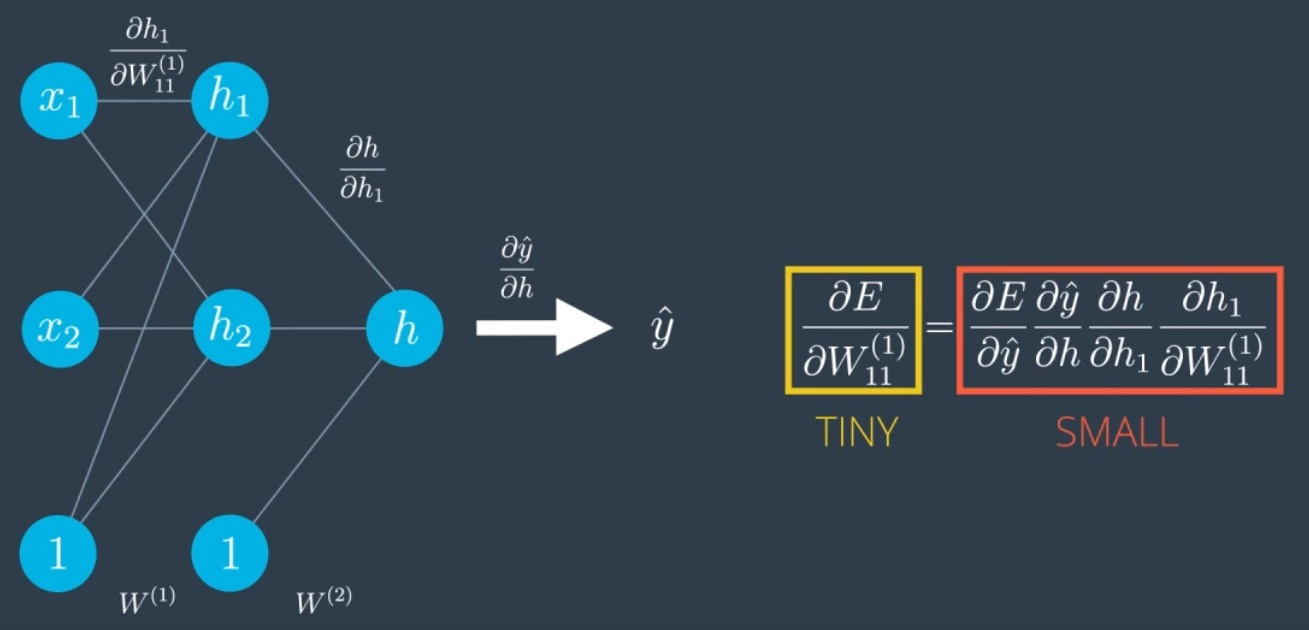 ∂h₁/∂W₁₁⁽¹⁾
x₁
h₁
∂h/∂h₁
∂ŷ/∂h
x₂
h₂
h
ŷ
∂E/∂W₁₁⁽¹⁾ = ∂E/∂ŷ ∂ŷ/∂h ∂h/∂h₁ ∂h₁/∂W₁₁⁽¹⁾
TINY
SMALL
1
1
W⁽¹⁾
W⁽²⁾